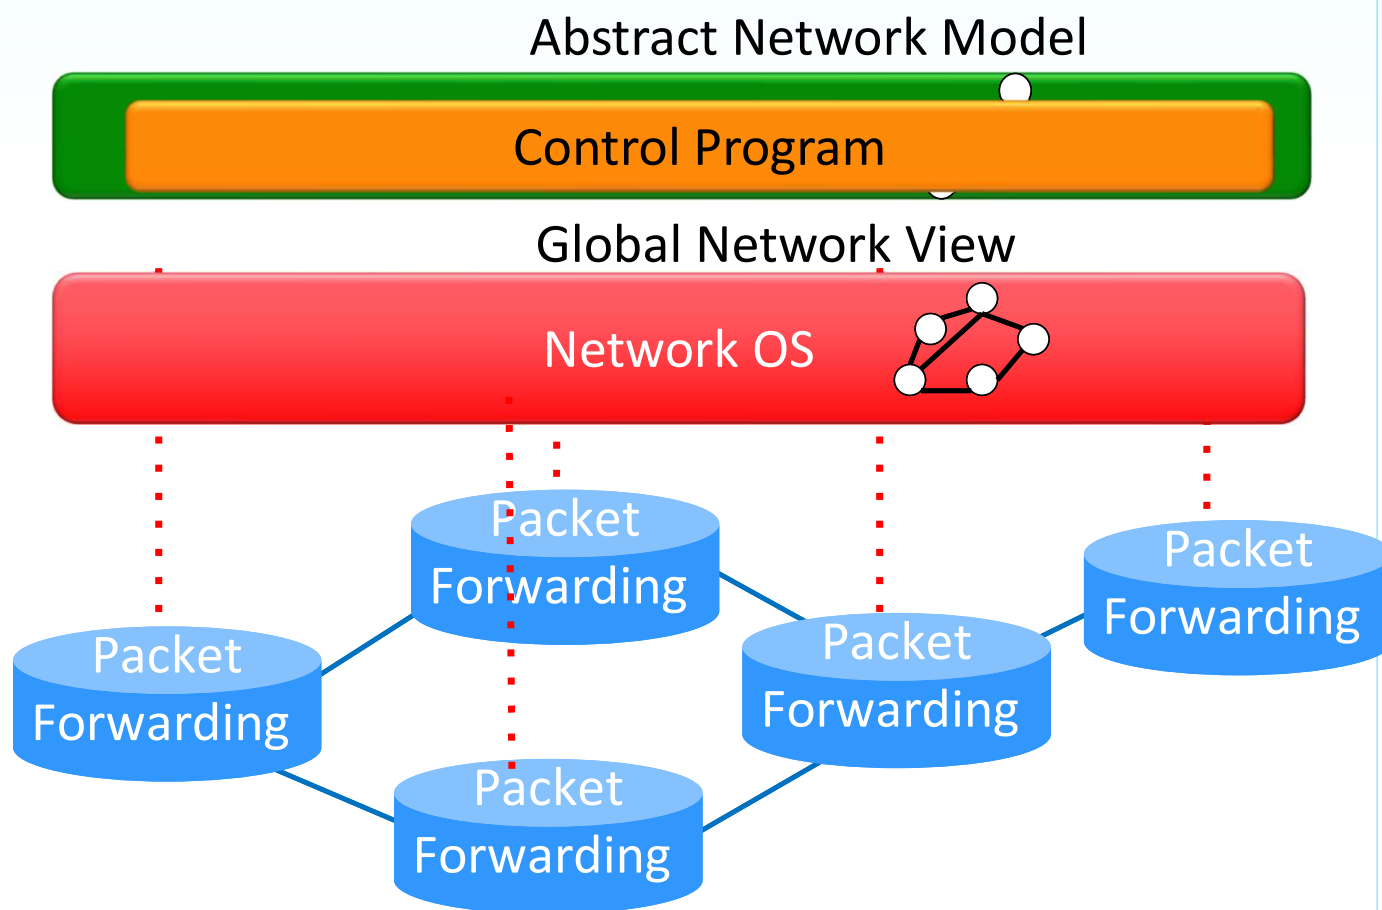 Abstract Network Model
Control Program
Global Network View
Network OS
Packet
Forwarding
Packet
Forwarding
Packet
Forwarding
Packet
Forwarding
Packet
Forwarding